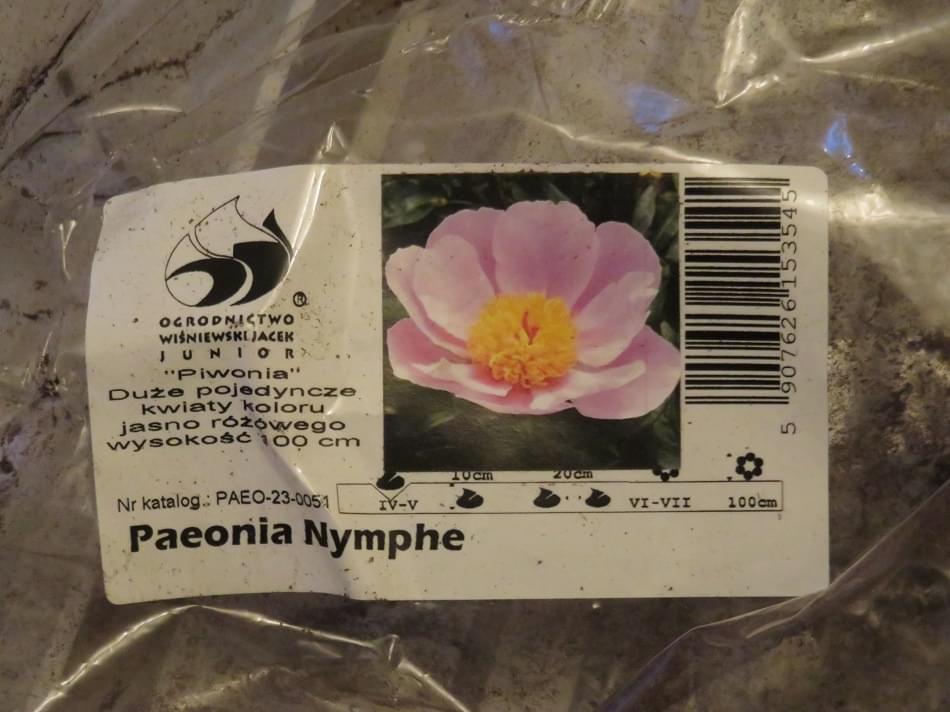 ®
OGRODNICTWO
WIŚNIEWSKI JACEK
JUNIOR
"Piwonia"
Duże pojedyncze
kwiaty koloru
jasno różowego
wysokość 100 cm
5 907626 153545
10cm 20cm
IV-V VI-VII 100cm
Nr katalog.: PAEO-23-0051
Paeonia Nymphe